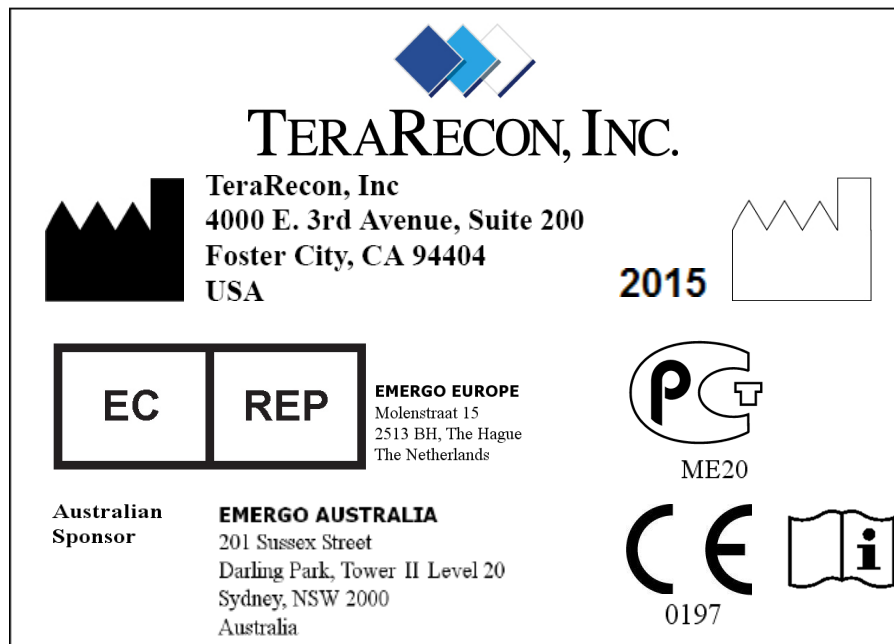 TERARECON, INC.
TeraRecon, Inc
4000 E. 3rd Avenue, Suite 200
Foster City, CA 94404
USA
2015
EC REP
EMERGO EUROPE
Molenstraat 15
2513 BH, The Hague
The Netherlands
PCT
ME20
Australian
Sponsor
EMERGO AUSTRALIA
201 Sussex Street
Darling Park, Tower II Level 20
Sydney, NSW 2000
Australia
CE
0197
i